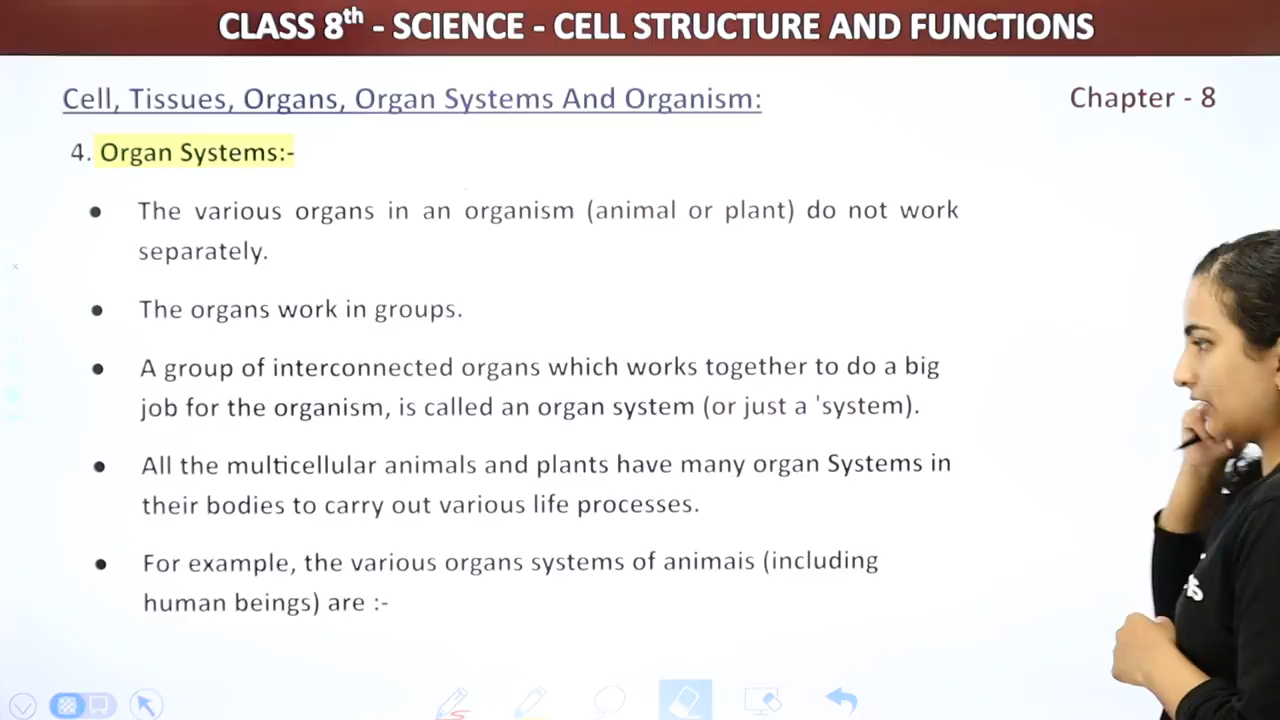 CLASS 8th - SCIENCE - CELL STRUCTURE AND FUNCTIONS
Cell, Tissues, Organs, Organ Systems And Organism:
Chapter - 8
4. Organ Systems:-
● The various organs in an organism (animal or plant) do not work
separately.
● The organs work in groups.
● A group of interconnected organs which works together to do a big
job for the organism, is called an organ system (or just a 'system).
● All the multicellular animals and plants have many organ Systems in
their bodies to carry out various life processes.
● For example, the various organs systems of animais (including
human beings) are :-